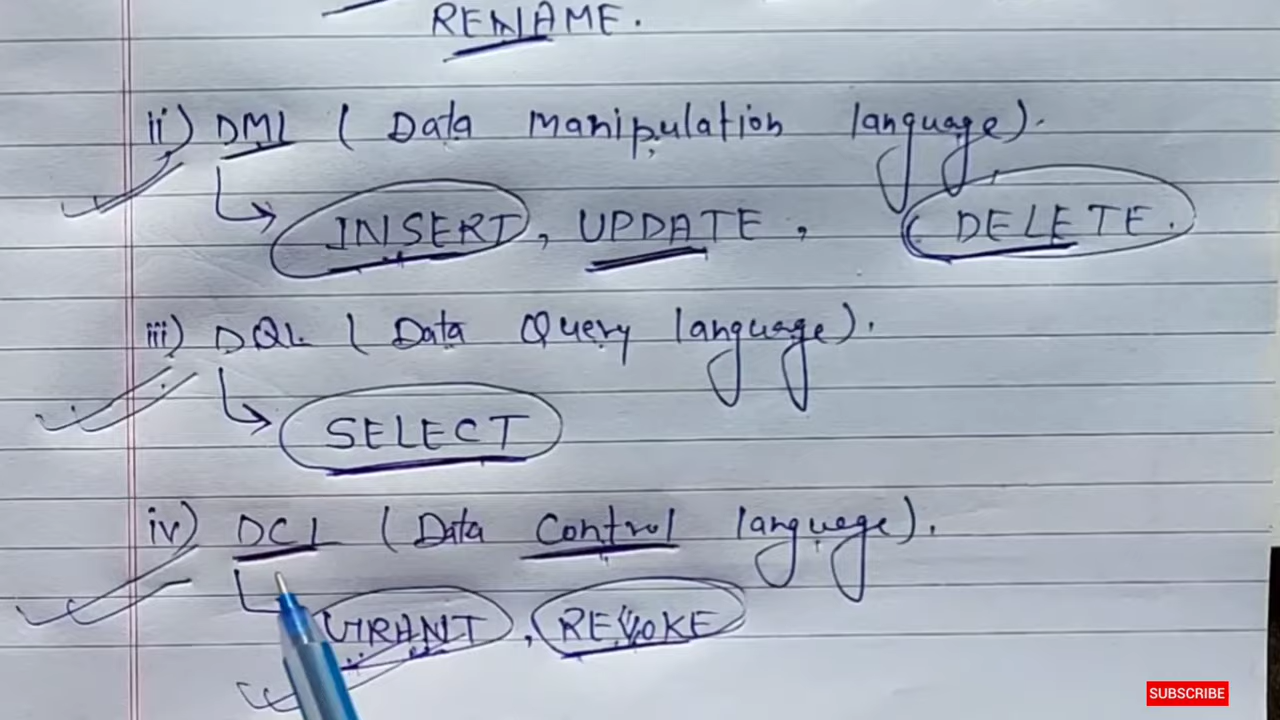 RENAME.
ii) DML ( Data Manipulation language).
INSERT, UPDATE, DELETE.
iii) DQL ( Data Query language).
SELECT
iv) DCL (Data Control language).
GRANT, REVOKE
SUBSCRIBE